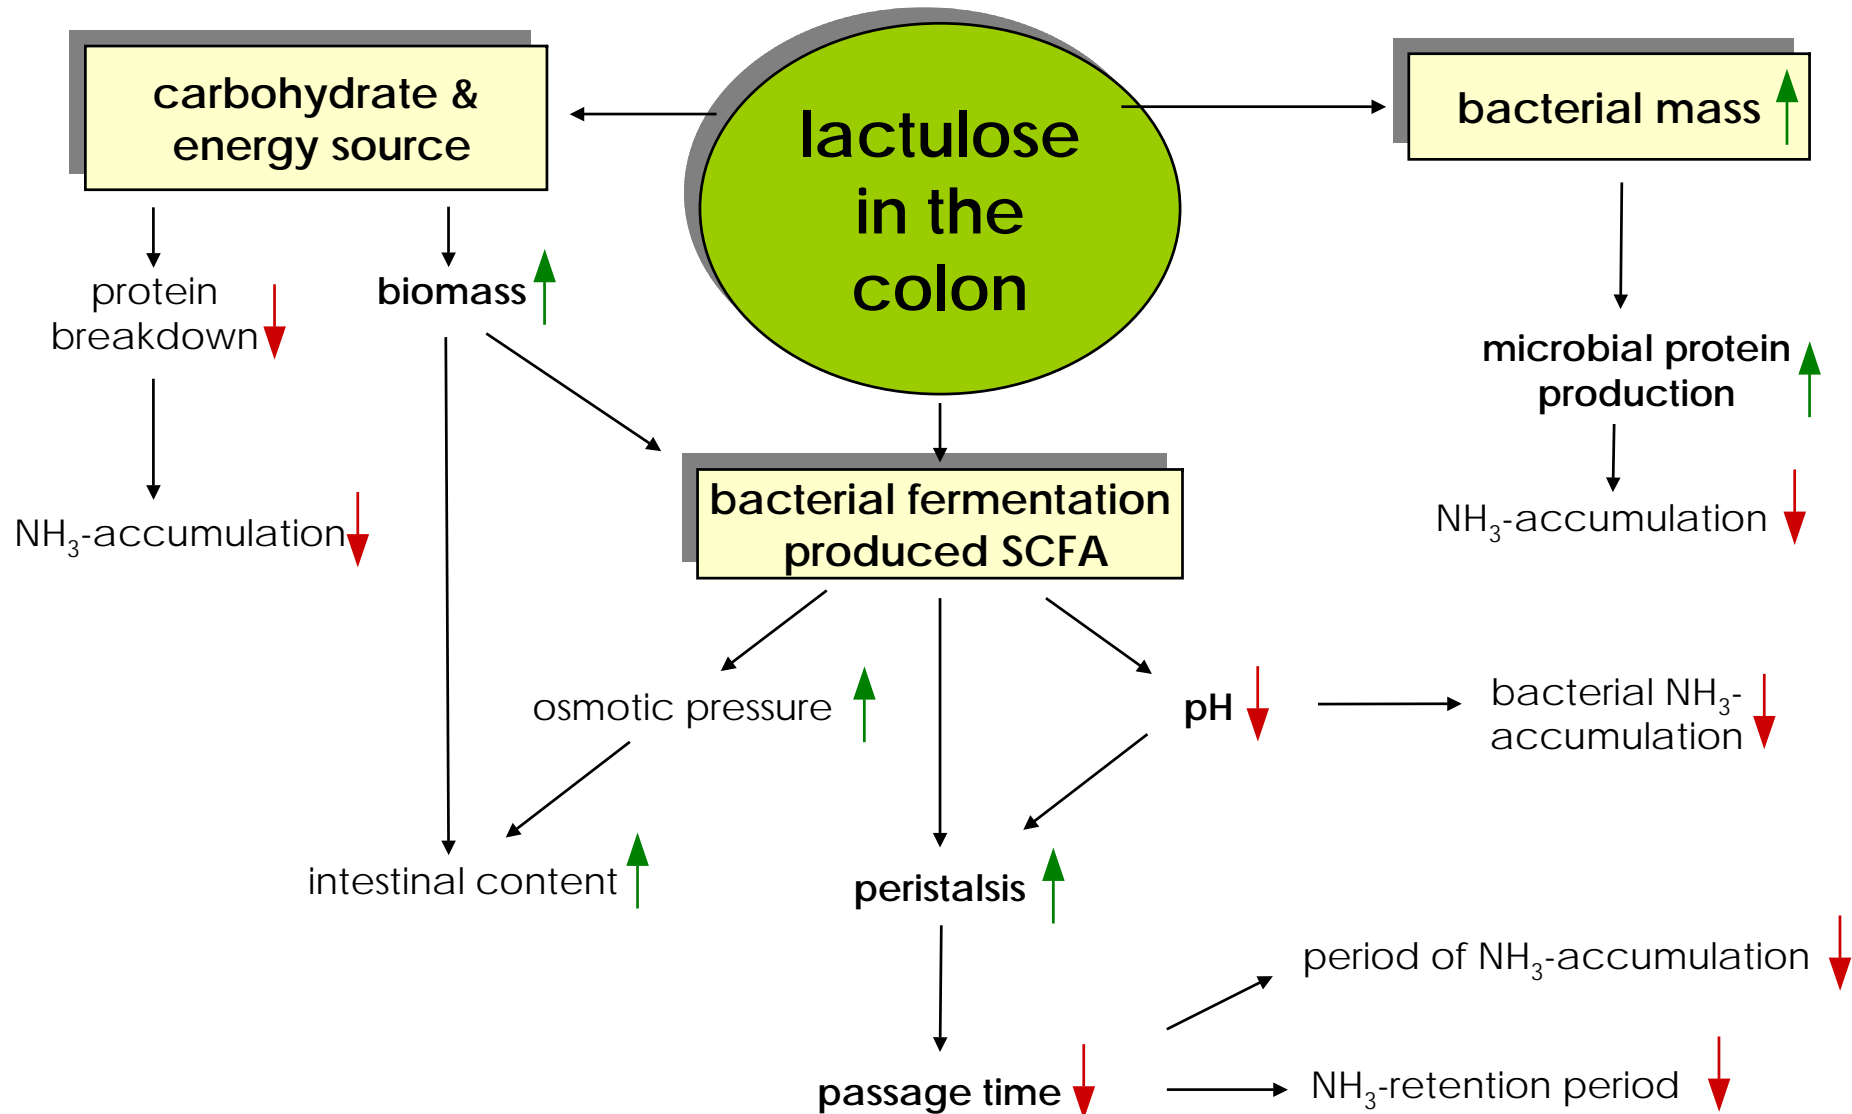 carbohydrate &
energy source
lactulose
in the
colon
bacterial mass
protein
breakdown
biomass
microbial protein
production
NH₃-accumulation
bacterial fermentation
produced SCFA
NH₃-accumulation
osmotic pressure
pH
bacterial NH₃-
accumulation
intestinal content
peristalsis
period of NH₃-accumulation
passage time
NH₃-retention period